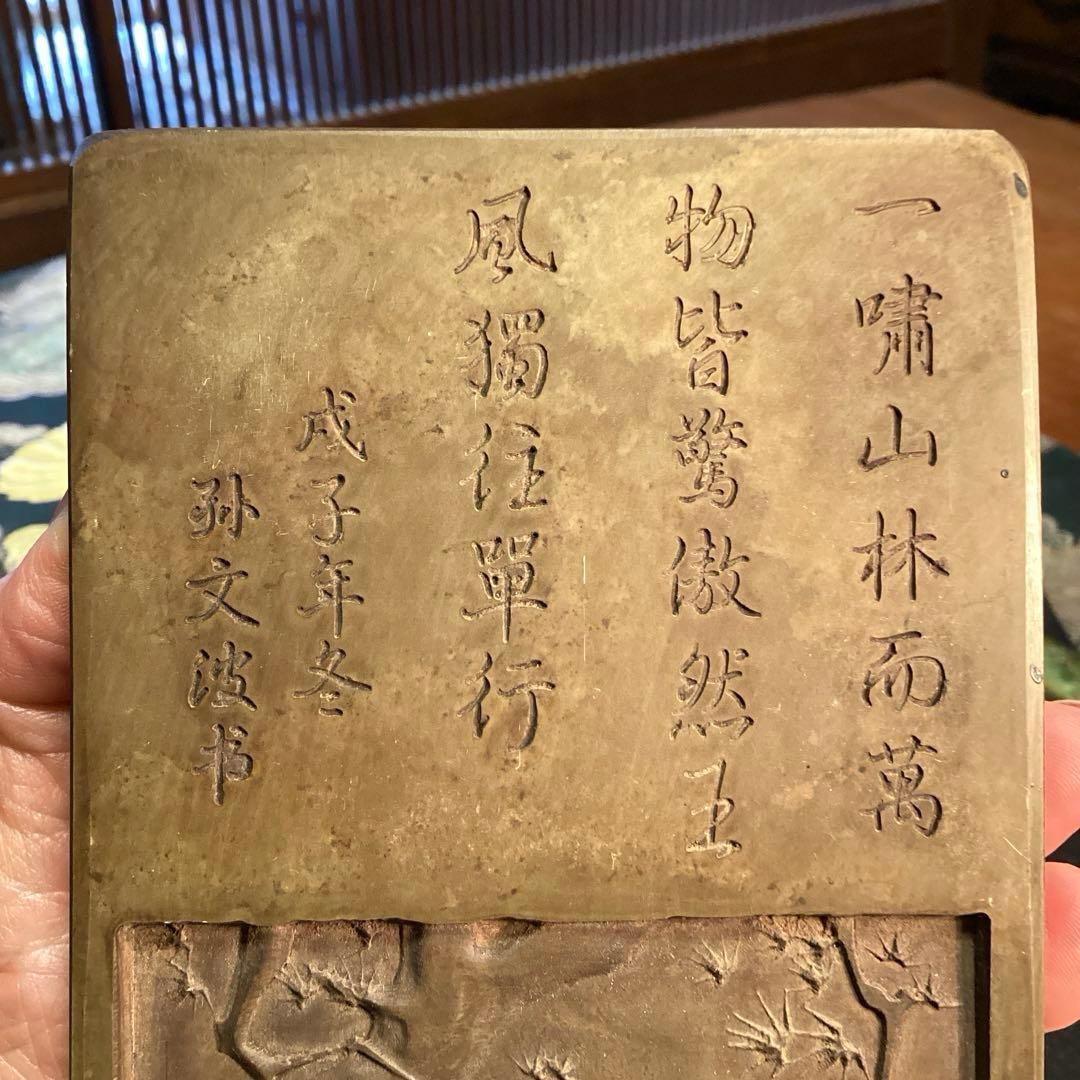 一嘯山林而萬
物皆驚傲然王
風獨往單行
戊子年冬
孙文波书